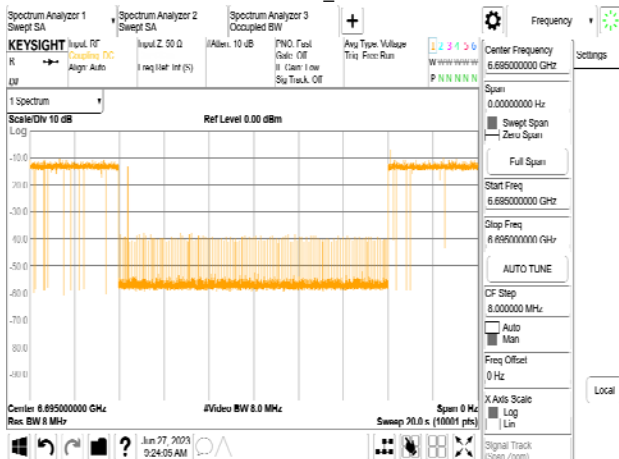 Spectrum Analyzer 1
Swept SA
Spectrum Analyzer 2
Swept SA
Spectrum Analyzer 3
Occupied BW
+
Frequency
KEYSIGHT
Input: RF
Coupling: DC
Align: Auto
Input Z: 50 Ω
Freq Ref: Int (S)
#Atten: 10 dB
PNO: Fast
Gate: Off
IF Gain: Low
Sig Track: Off
Avg Type: Voltage
Trig: Free Run
1 2 3 4 5 6
W W W W W W
P N N N N N
R
Center Frequency
6.695000000 GHz
Settings
Span
0.00000000 Hz
Swept Span
Zero Span
Full Span
Start Freq
6.695000000 GHz
Stop Freq
6.695000000 GHz
AUTO TUNE
CF Step
8.000000 MHz
Auto
Man
Freq Offset
0 Hz
X Axis Scale
Log
Lin
Signal Track
(Span Zoom)
Local
1 Spectrum
Scale/Div 10 dB
Ref Level 0.00 dBm
Log
-10.0
-20.0
-30.0
-40.0
-50.0
-60.0
-70.0
-80.0
-90.0
Center 6.695000000 GHz
#Video BW 8.0 MHz
Span 0 Hz
Res BW 8 MHz
Sweep 20.0 s (10001 pts)
?
Jun 27, 2023
9:24:05 AM